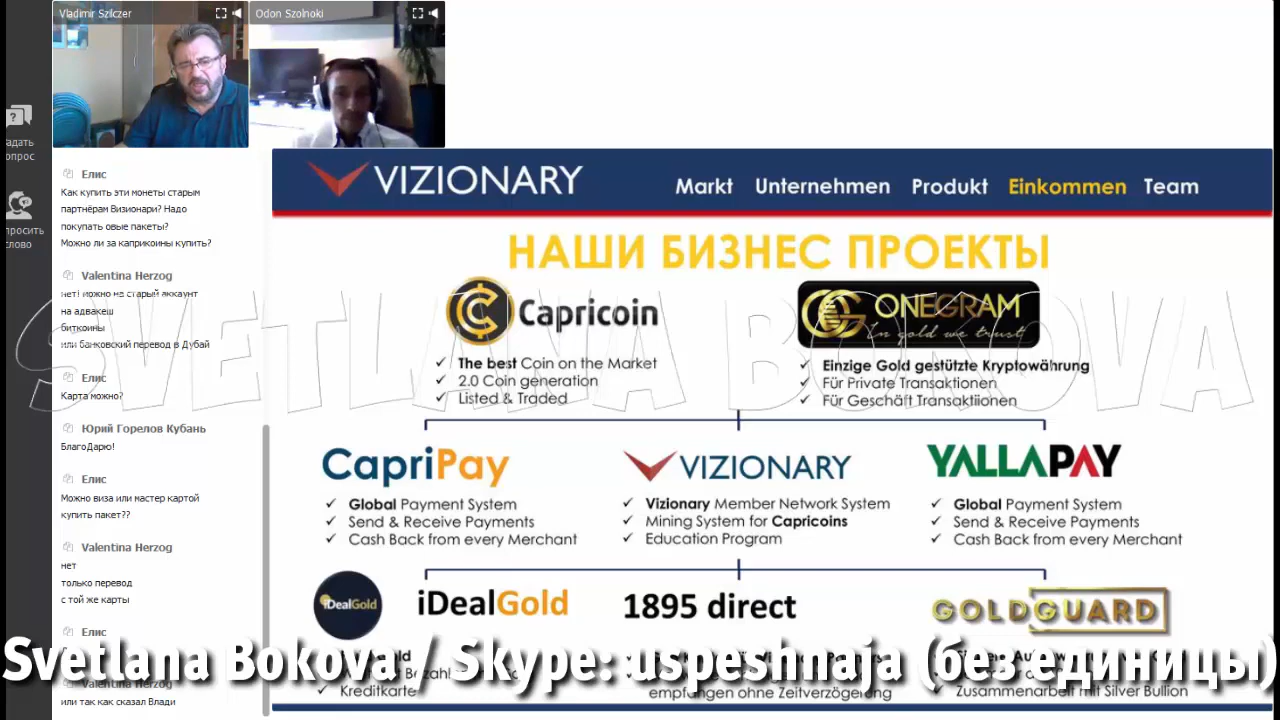 Vladimir Szilczer
Odon Szolnoki
адать
опрос
просить
слово
Елис
Как купить эти монеты старым
партнёрам Визионари? Надо
покупать овые пакеты?
Можно ли за каприкоины купить?
Valentina Herzog
нет! можно на старый аккаунт
на адвакеш
биткоины
или банковский перевод в Дубай
Елис
Карта можно?
Юрий Горелов Кубань
БлагоДарю!
Елис
Можно виза или мастер картой
купить пакет??
Valentina Herzog
нет
только перевод
с той же карты
Елис
Valentina Herzog
или так как сказал Влади
VIZIONARY
Markt Unternehmen Produkt Einkommen Team
НАШИ БИЗНЕС ПРОЕКТЫ
Capricoin
✓ The best Coin on the Market
✓ 2.0 Coin generation
✓ Listed & Traded
OG ONEGRAM
In gold we trust
✓ Einzige Gold gestützte Kryptowährung
✓ Für Private Transaktionen
✓ Für Geschäft Transaktiionen
SVETLANA BOKOVA
CapriPay
✓ Global Payment System
✓ Send & Receive Payments
✓ Cash Back from every Merchant
VIZIONARY
✓ Vizionary Member Network System
✓ Mining System for Capricoins
✓ Education Program
YALLAPAY
✓ Global Payment System
✓ Send & Receive Payments
✓ Cash Back from every Merchant
iDealGold
iDealGold
✓ Kreditkarte
1895 direct
empfangen ohne Zeitverzögerung
GOLDGUARD
✓ Zusammenarbeit mit Silver Bullion
Svetlana Bokova / Skype: uspeshnaja (без единицы)